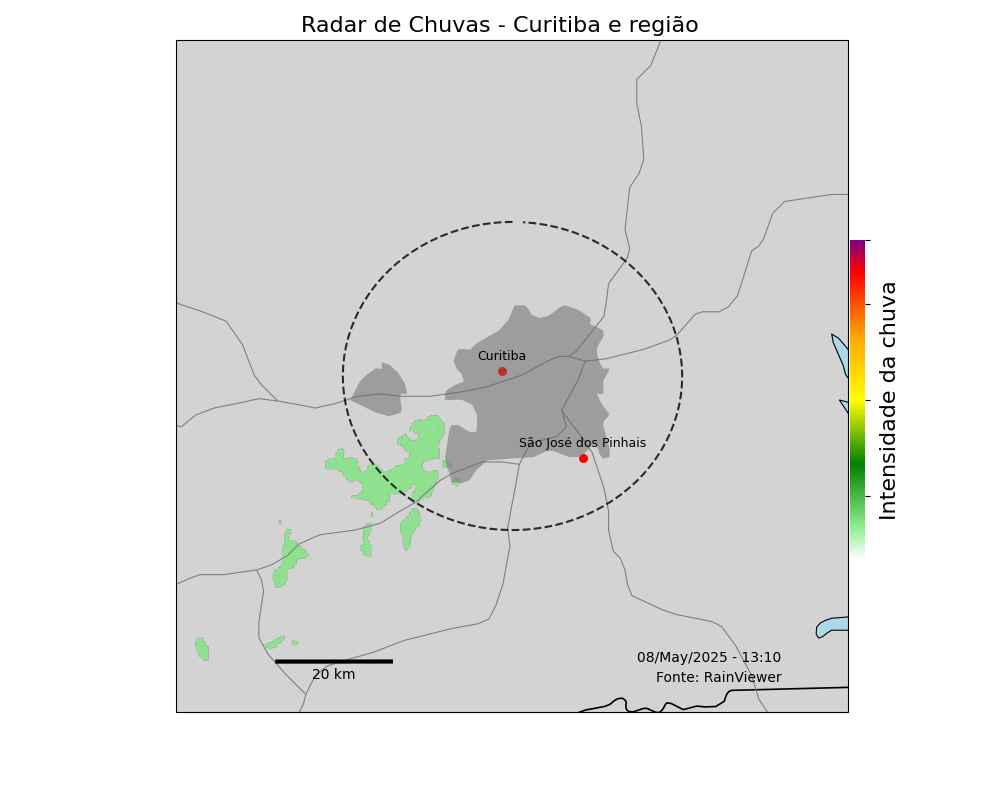 Radar de Chuvas - Curitiba e região
Curitiba
São José dos Pinhais
Intensidade da chuva
08/May/2025 - 13:10
Fonte: RainViewer
20 km